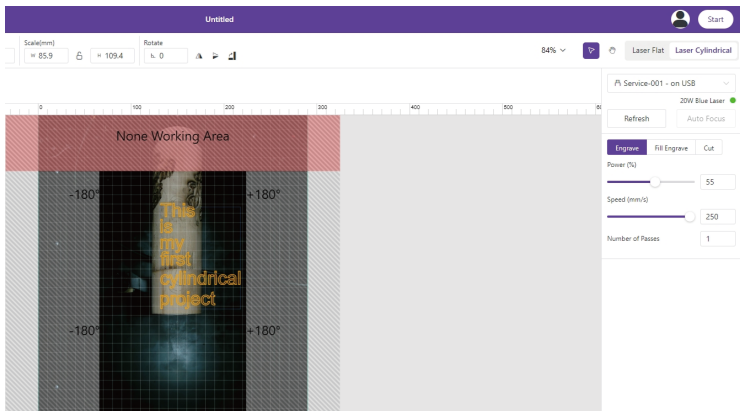 Untitled
Start
Scale(mm)
Rotate
W 85.9
H 109.4
0
84%
Laser Flat
Laser Cylindrical
Service-001 - on USB
20W Blue Laser
Refresh
Auto Focus
0 100 200 300 400 500
None Working Area
Engrave
Fill Engrave
Cut
Power (%)
55
Speed (mm/s)
250
Number of Passes
1
-180°
+180°
This
is
my
first
cylindrical
project
-180°
+180°